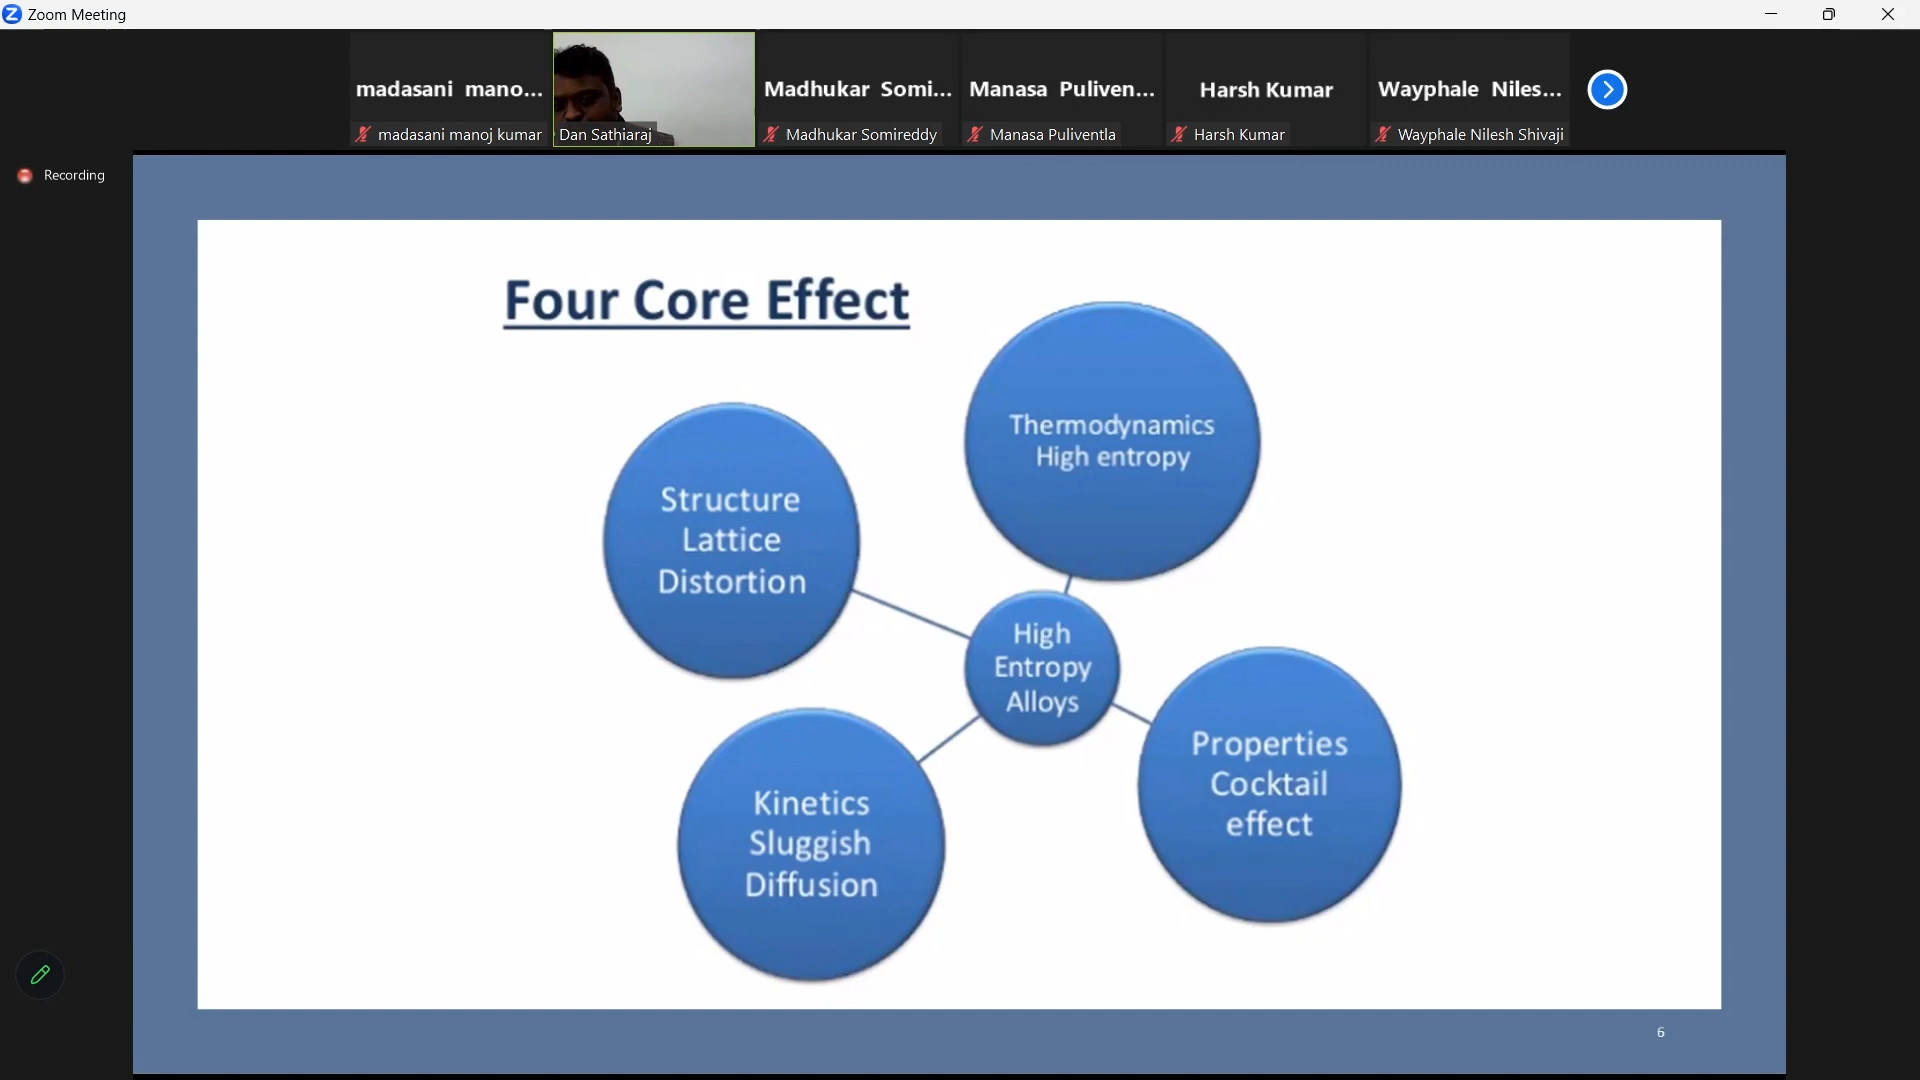 Zoom Meeting
madasani mano...
Madhukar Somi...
Manasa Puliven...
Harsh Kumar
Wayphale Niles...
madasani manoj kumar
Dan Sathiaraj
Madhukar Somireddy
Manasa Puliventla
Harsh Kumar
Wayphale Nilesh Shivaji
Recording
Four Core Effect
Thermodynamics
High entropy
Structure
Lattice
Distortion
High
Entropy
Alloys
Properties
Cocktail
effect
Kinetics
Sluggish
Diffusion
6